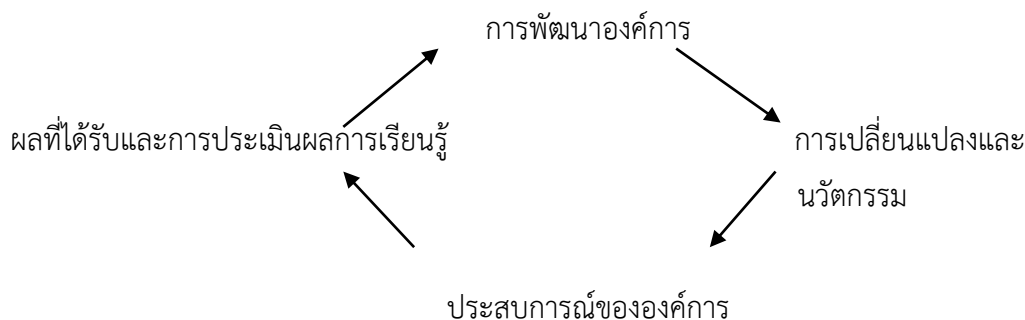 การพัฒนาองค์การ
ผลที่ได้รับและการประเมินผลการเรียนรู้
การเปลี่ยนแปลงและ
นวัตกรรม
ประสบการณ์ขององค์การ